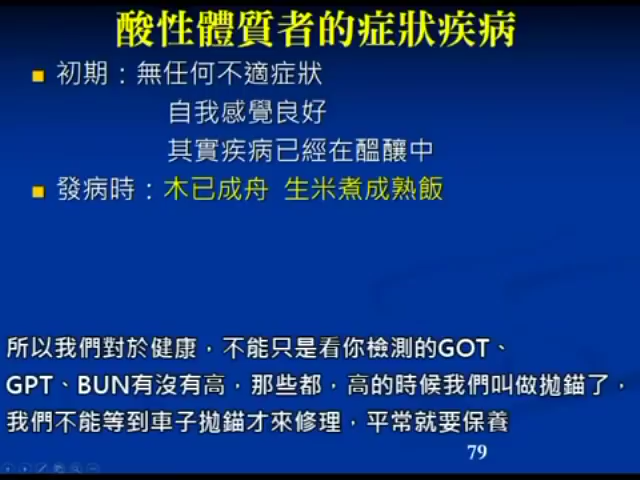 酸性體質者的症狀疾病
初期：無任何不適症狀
自我感覺良好
其實疾病已經在醞釀中
發病時：木已成舟 生米煮成熟飯
所以我們對於健康，不能只是看你檢測的GOT、
GPT、BUN有沒有高，那些都，高的時候我們叫做拋錨了，
我們不能等到車子拋錨才來修理，平常就要保養
79